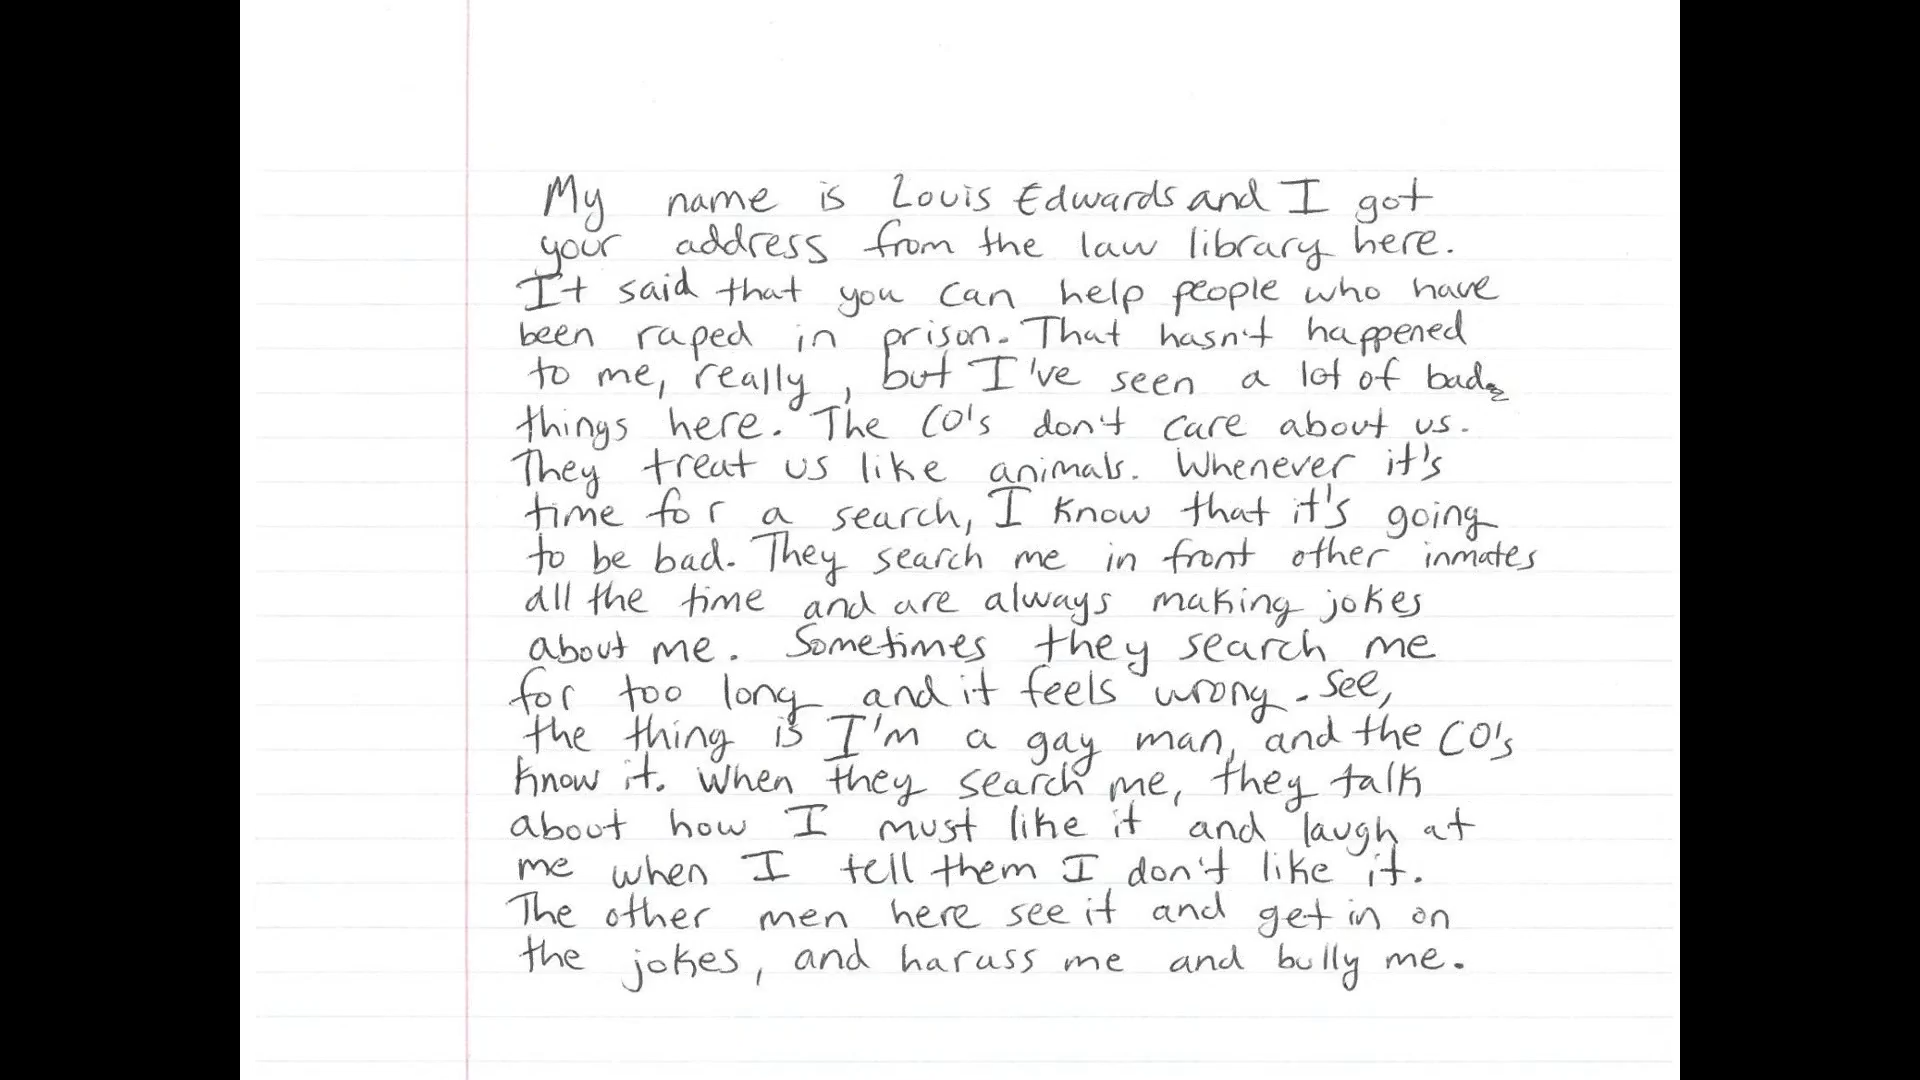 My name is Louis Edwards and I got
your address from the law library here.
It said that you can help people who have
been raped in prison. That hasn't happened
to me, really, but I've seen a lot of bad
things here. The CO's don't care about us.
They treat us like animals. Whenever it's
time for a search, I know that it's going
to be bad. They search me in front other inmates
all the time and are always making jokes
about me. Sometimes they search me
for too long and it feels wrong. See,
the thing is I'm a gay man, and the CO's
know it. When they search me, they talk
about how I must like it and laugh at
me when I tell them I don't like it.
The other men here see it and get in on
the jokes, and harass me and bully me.